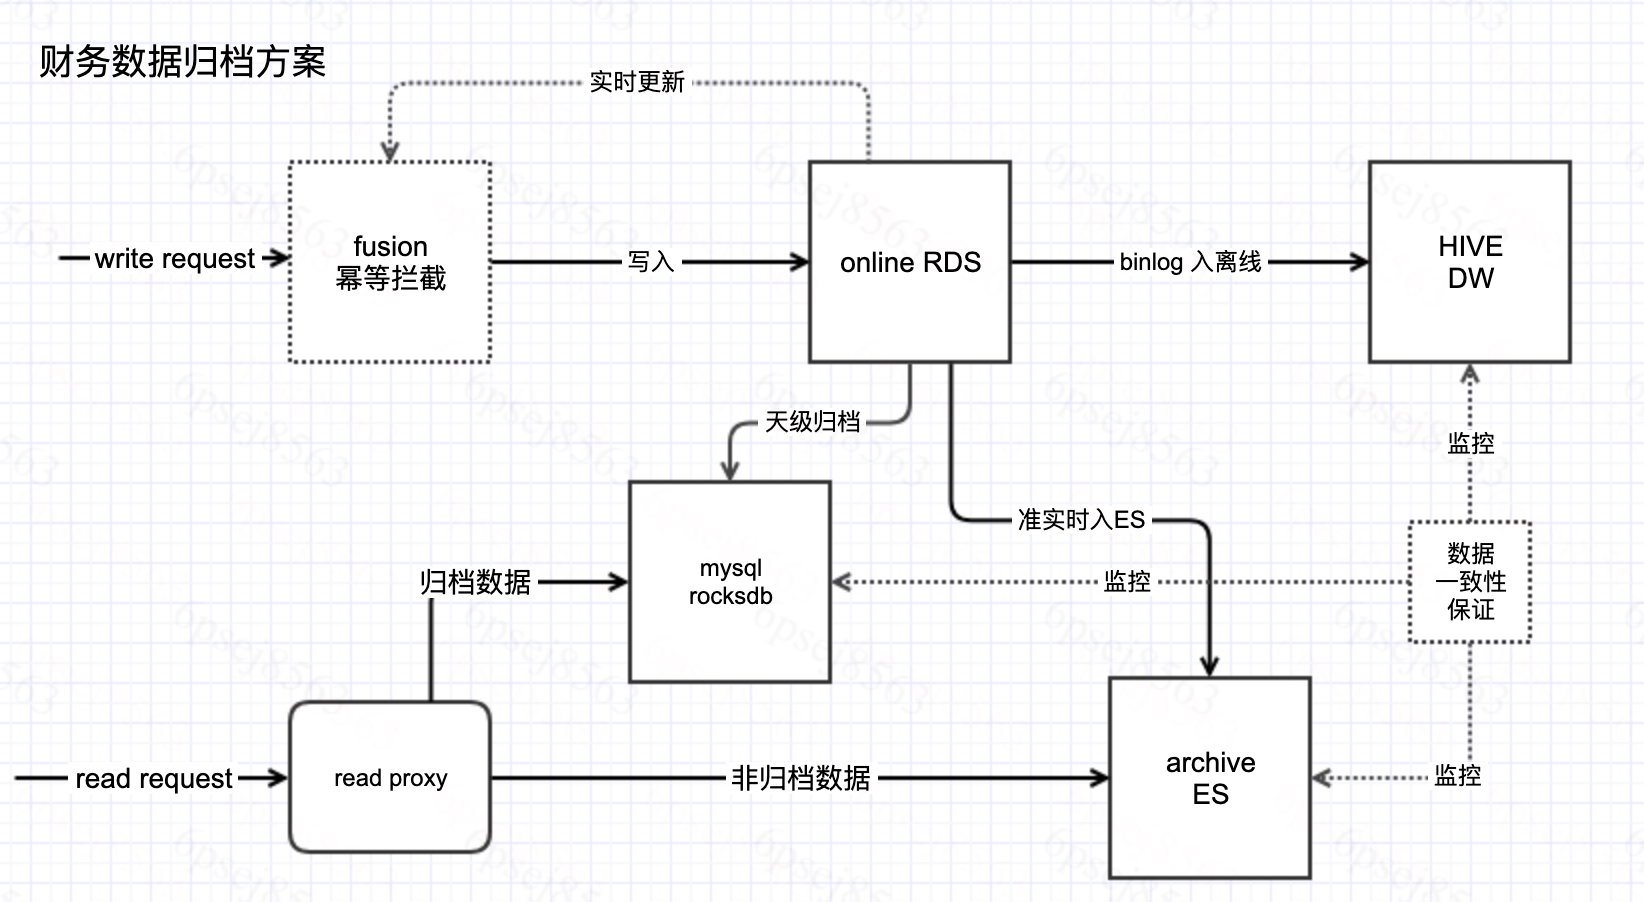 财务数据归档方案
实时更新
write request
fusion
幂等拦截
写入
online RDS
binlog 入离线
HIVE
DW
天级归档
监控
准实时入ES
归档数据
mysql
rocksdb
监控
数据
一致性
保证
read request
read proxy
非归档数据
archive
ES
监控
6psej8563